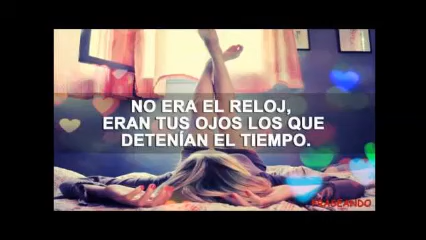 NO ERA EL RELOJ,
ERAN TUS OJOS LOS QUE
DETENÍAN EL TIEMPO.